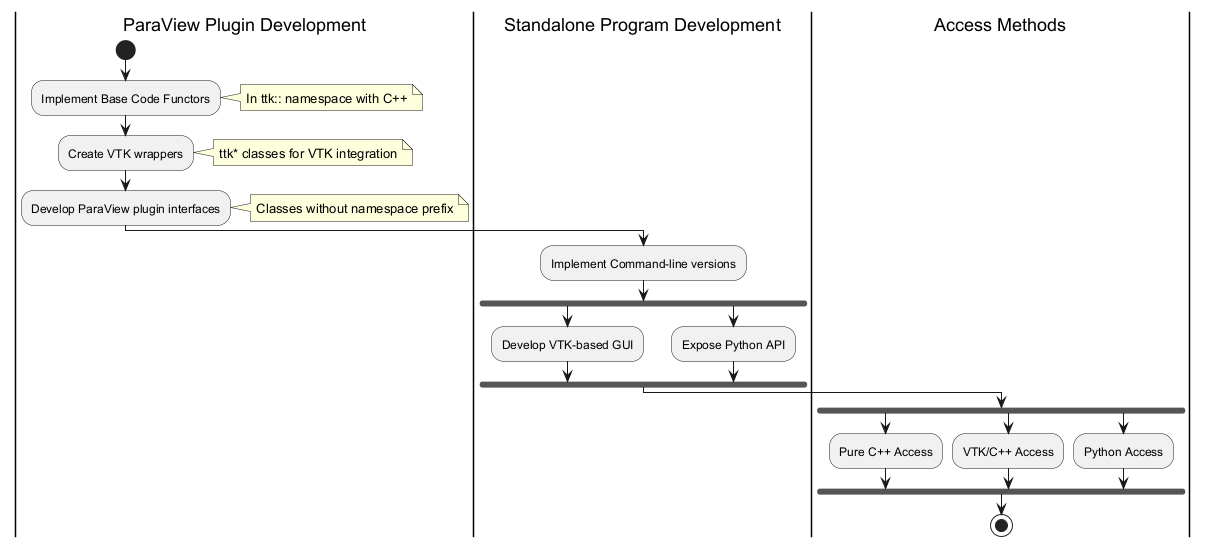 ParaView Plugin Development
Standalone Program Development
Access Methods
Implement Base Code Functors
In ttk:: namespace with C++
Create VTK wrappers
ttk* classes for VTK integration
Develop ParaView plugin interfaces
Classes without namespace prefix
Implement Command-line versions
Develop VTK-based GUI
Expose Python API
Pure C++ Access
VTK/C++ Access
Python Access